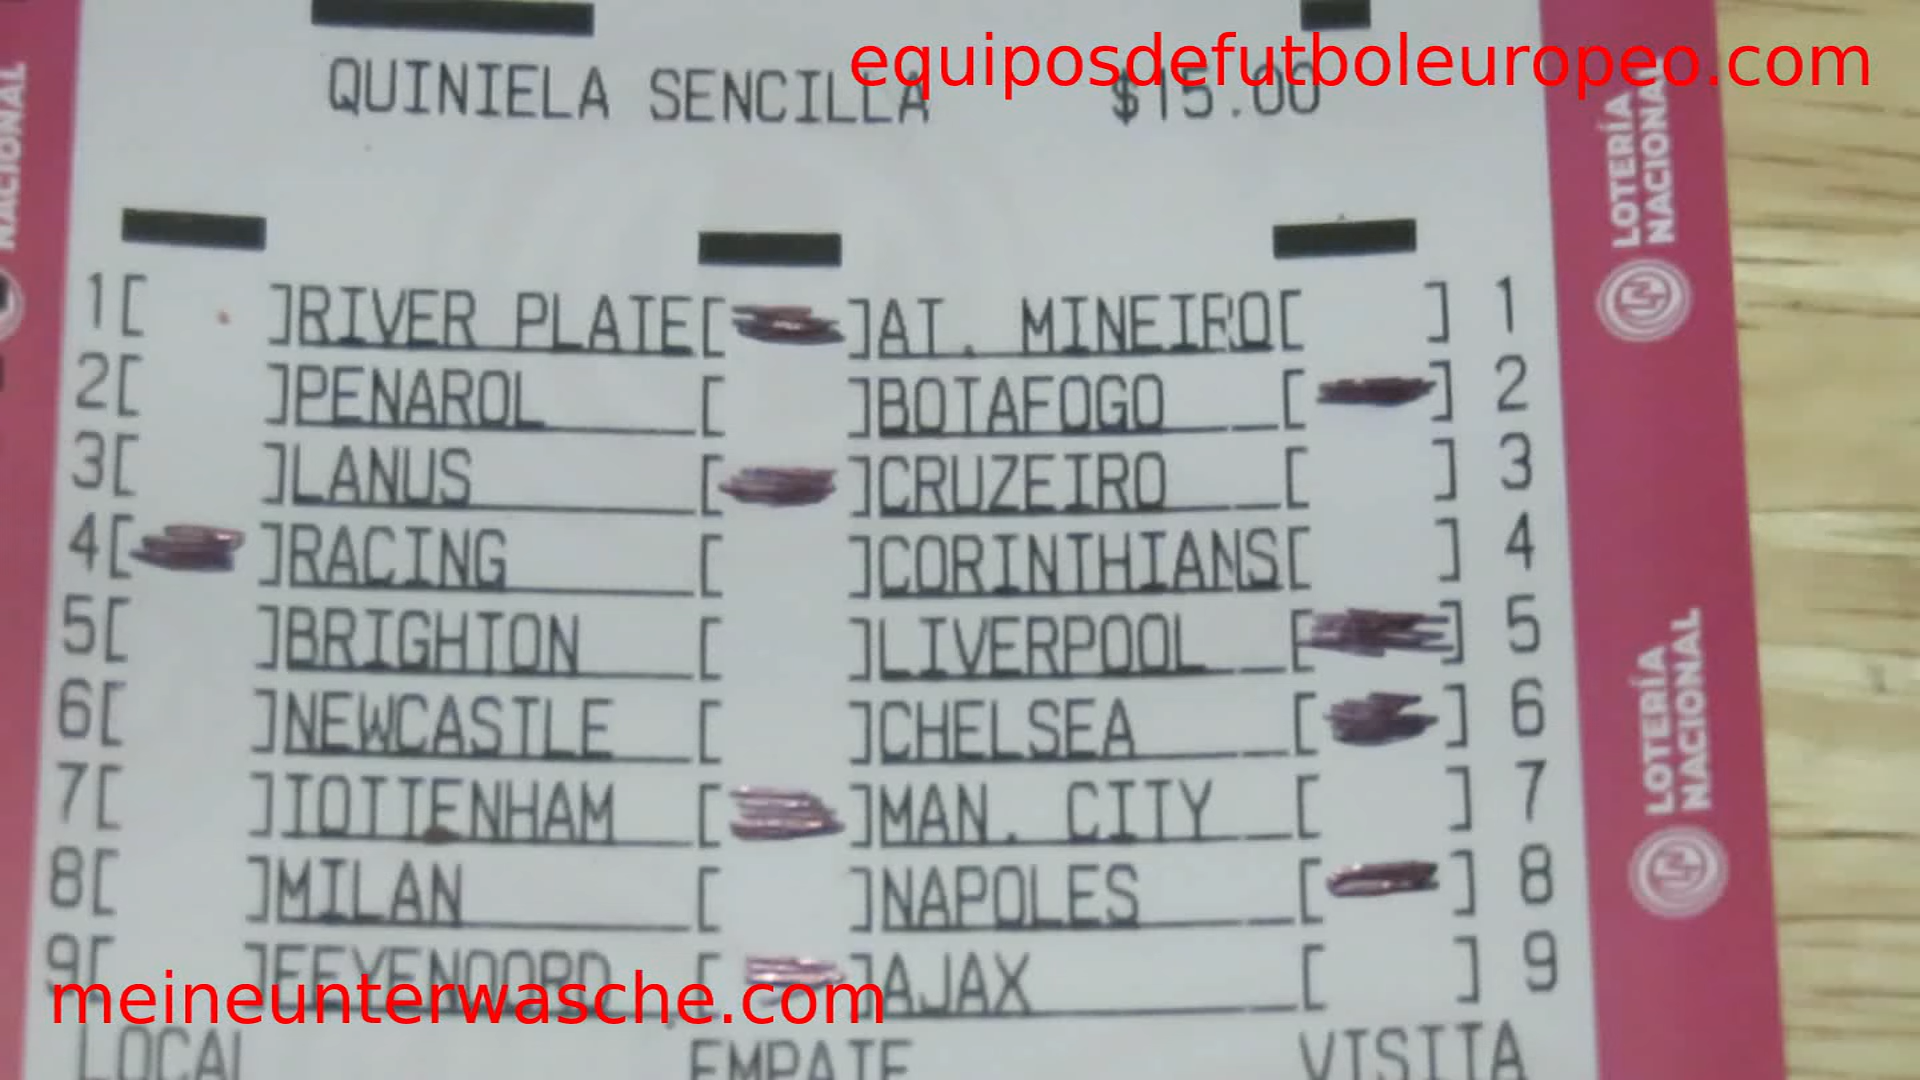 equiposdefutboleuropeo.com
QUINIELA SENCILLA $15.00
1[ ]RIVER PLATE[ ]AT. MINEIRO[ ] 1
2[ ]PENAROL[ ]BOTAFOGO[ ] 2
3[ ]LANUS[ ]CRUZEIRO[ ] 3
4[ ]RACING[ ]CORINTHIANS[ ] 4
5[ ]BRIGHTON[ ]LIVERPOOL[ ] 5
6[ ]NEWCASTLE[ ]CHELSEA[ ] 6
7[ ]TOTTENHAM[ ]MAN. CITY[ ] 7
8[ ]MILAN[ ]NAPOLES[ ] 8
9[ ]FEYENOORD[ ]AJAX[ ] 9
meineunterwasche.com
LOCAL EMPATE VISITA
NACIONAL
LOTERÍA
NACIONAL
LOTERÍA
NACIONAL